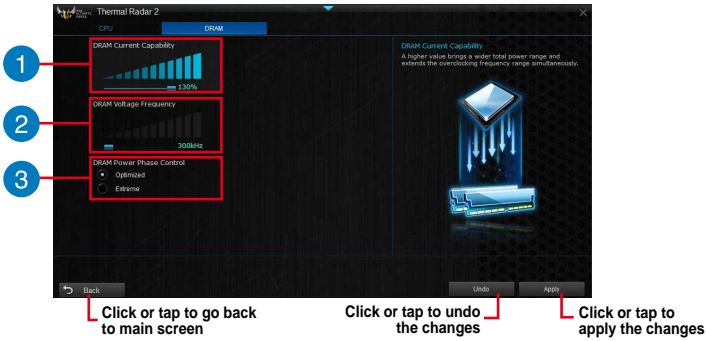 Thermal Radar 2
CPU
DRAM
1
DRAM Current Capability
130%
2
DRAM Voltage Frequency
300kHz
3
DRAM Power Phase Control
Optimized
Extreme
DRAM Current Capability
A higher value brings a wider total power range and
extends the overclocking frequency range simultaneously.
Back
Undo
Apply
Click or tap to go back
to main screen
Click or tap to undo
the changes
Click or tap to
apply the changes